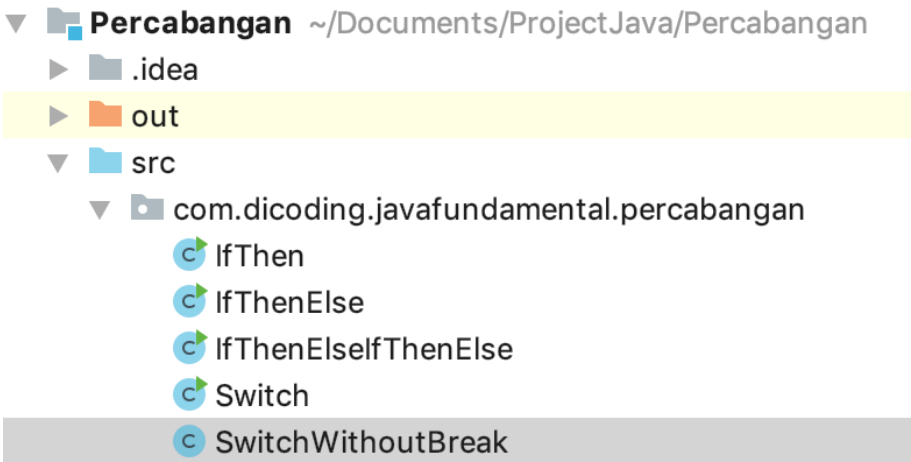 Percabangan ~/Documents/ProjectJava/Percabangan
.idea
out
src
com.dicoding.javafundamental.percabangan
C IfThen
C IfThenElse
C IfThenElseIfThenElse
C Switch
C SwitchWithoutBreak